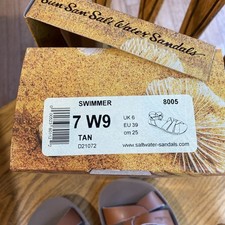 Sun San Salt Water Sandals
SWIMMER 8005
7 W9
UK 6
EU 39
cm 25
TAN
D21072
www.saltwater-sandals.com